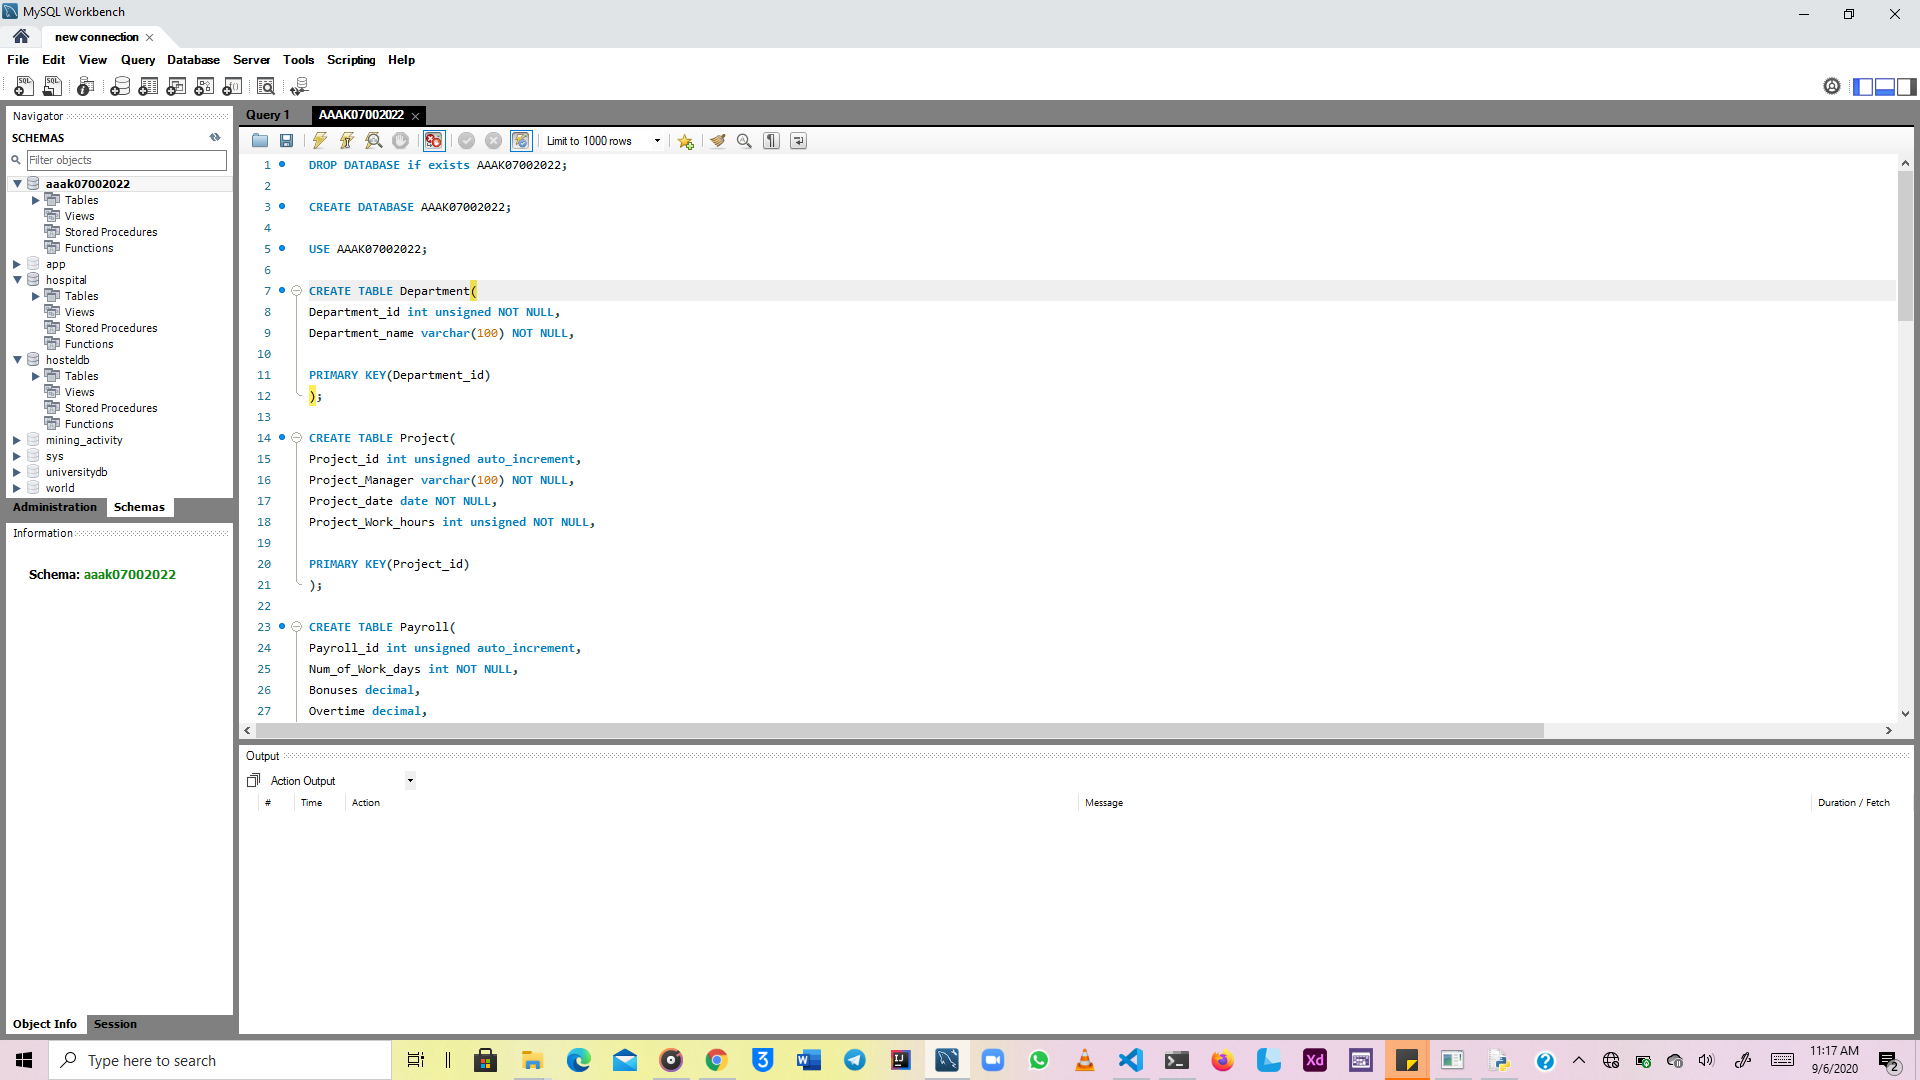 MySQL Workbench
new connection
File Edit View Query Database Server Tools Scripting Help
Navigator
SCHEMAS
Filter objects
aaak07002022
Tables
Views
Stored Procedures
Functions
app
hospital
Tables
Views
Stored Procedures
Functions
hosteldb
Tables
Views
Stored Procedures
Functions
mining_activity
sys
universitydb
world
Administration Schemas
Information
Schema: aaak07002022
Object Info Session
Query 1 AAAK07002022
Limit to 1000 rows
1 DROP DATABASE if exists AAAK07002022;
2
3 CREATE DATABASE AAAK07002022;
4
5 USE AAAK07002022;
6
7 CREATE TABLE Department(
8 Department_id int unsigned NOT NULL,
9 Department_name varchar(100) NOT NULL,
10
11 PRIMARY KEY(Department_id)
12 );
13
14 CREATE TABLE Project(
15 Project_id int unsigned auto_increment,
16 Project_Manager varchar(100) NOT NULL,
17 Project_date date NOT NULL,
18 Project_Work_hours int unsigned NOT NULL,
19
20 PRIMARY KEY(Project_id)
21 );
22
23 CREATE TABLE Payroll(
24 Payroll_id int unsigned auto_increment,
25 Num_of_Work_days int NOT NULL,
26 Bonuses decimal,
27 Overtime decimal,
Output
Action Output
# Time Action Message Duration / Fetch
Type here to search
11:17 AM
9/6/2020
2